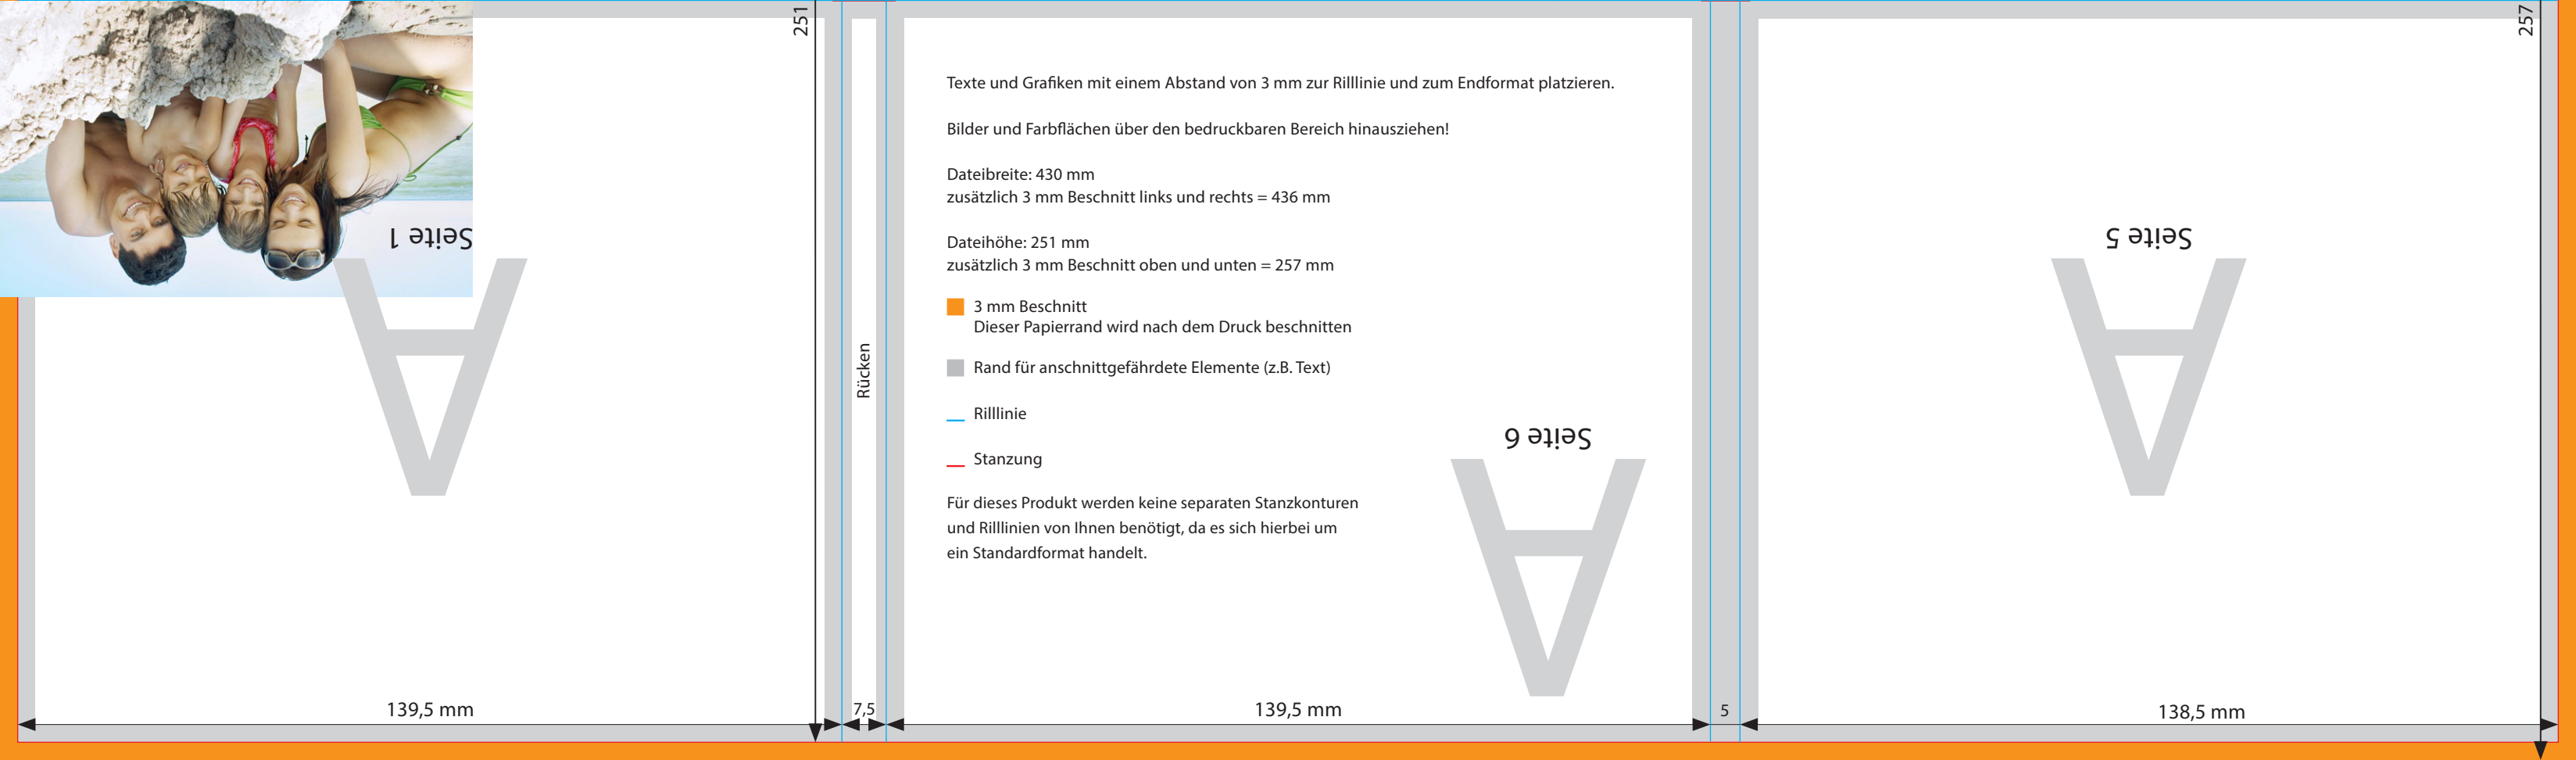 251
257
Texte und Grafiken mit einem Abstand von 3 mm zur Rilllinie und zum Endformat platzieren.
Bilder und Farbflächen über den bedruckbaren Bereich hinausziehen!
Dateibreite: 430 mm
zusätzlich 3 mm Beschnitt links und rechts = 436 mm
Dateihöhe: 251 mm
zusätzlich 3 mm Beschnitt oben und unten = 257 mm
3 mm Beschnitt
Dieser Papierrand wird nach dem Druck beschnitten
Rand für anschnittgefährdete Elemente (z.B. Text)
Rilllinie
Stanzung
Für dieses Produkt werden keine separaten Stanzkonturen
und Rilllinien von Ihnen benötigt, da es sich hierbei um
ein Standardformat handelt.
Seite 1
A
Rücken
Seite 6
A
Seite 5
A
139,5 mm
7,5
139,5 mm
5
138,5 mm